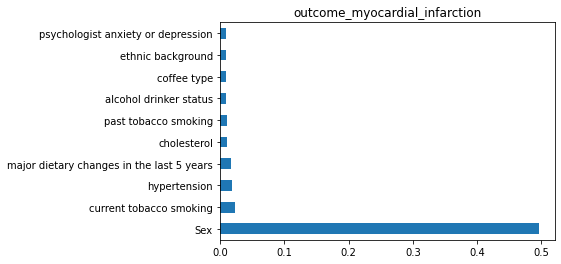 outcome_myocardial_infarction
psychologist anxiety or depression
ethnic background
coffee type
alcohol drinker status
past tobacco smoking
cholesterol
major dietary changes in the last 5 years
hypertension
current tobacco smoking
Sex
0.0 0.1 0.2 0.3 0.4 0.5